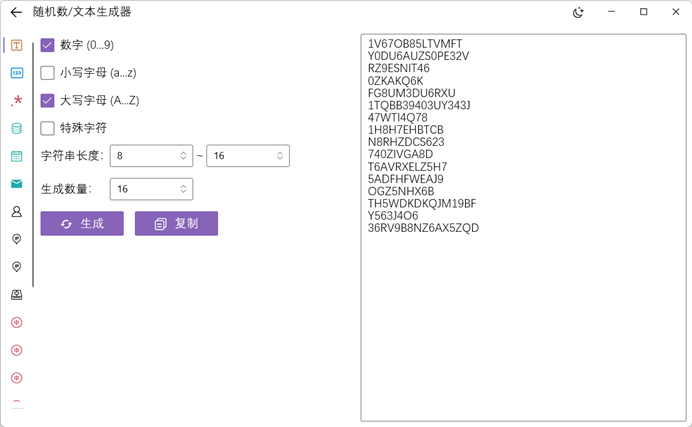 随机数/文本生成器
数字 (0...9)
小写字母 (a...z)
大写字母 (A...Z)
特殊字符
字符串长度: 8 ~ 16
生成数量: 16
生成 复制
1V67OB85LTVMFT
Y0DU6AUZS0PE32V
RZ9ESNIT46
0ZKAKQ6K
FG8UM3DU6RXU
1TQBB39403UY343J
47WTI4Q78
1H8H7EHBTCB
N8RHZDCS623
740ZIVGA8D
T6AVRXELZ5H7
5ADFHFWEAJ9
OGZ5NHX6B
TH5WDKDKQJM19BF
Y563J4O6
36RV9B8NZ6AX5ZQD